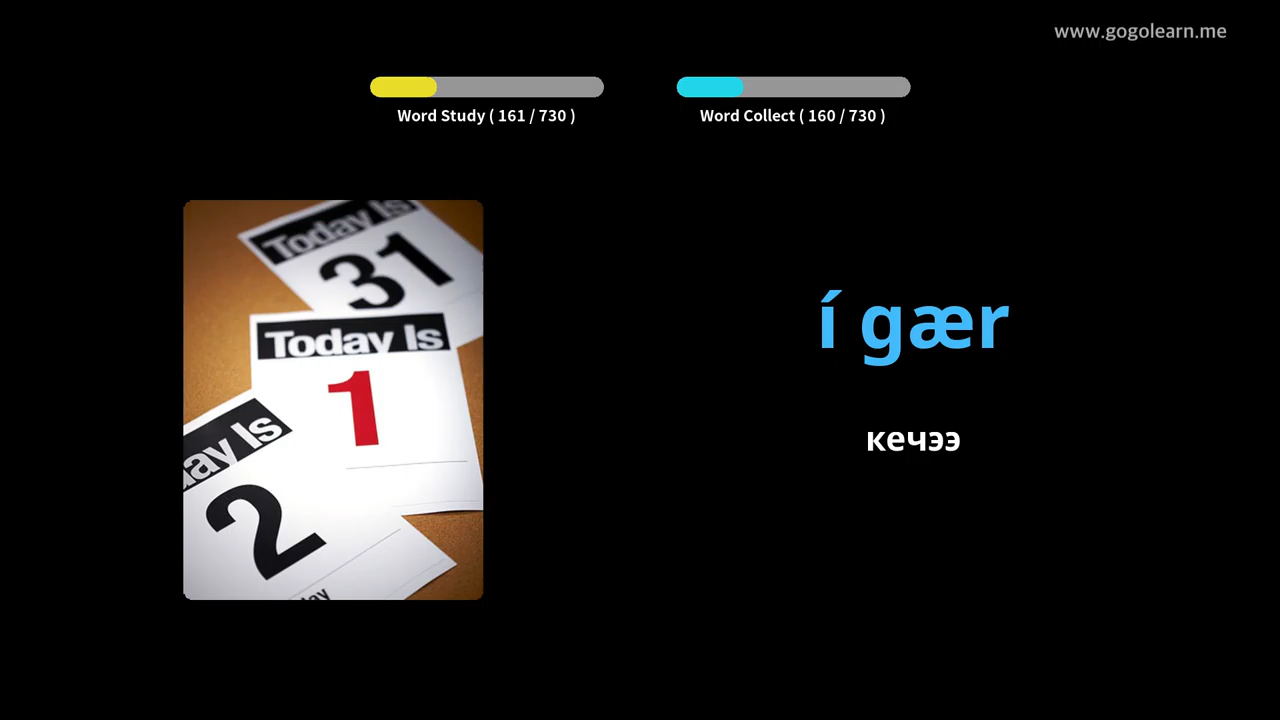 www.gogolearn.me
Word Study ( 161 / 730 )
Word Collect ( 160 / 730 )
Today Is
31
Today Is
1
ay Is
2
í gær
кечээ